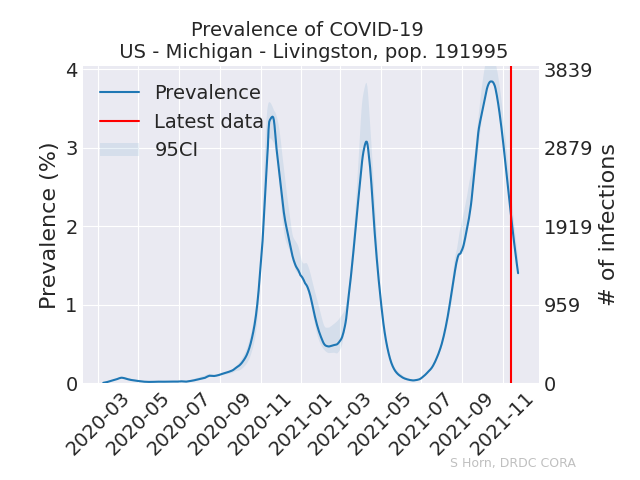 Prevalence of COVID-19
US - Michigan - Livingston, pop. 191995
Prevalence
Latest data
95CI
Prevalence (%)
4
3
2
1
0
3839
2879
1919
959
0
# of infections
2020-03
2020-05
2020-07
2020-09
2020-11
2021-01
2021-03
2021-05
2021-07
2021-09
2021-11
S Horn, DRDC CORA